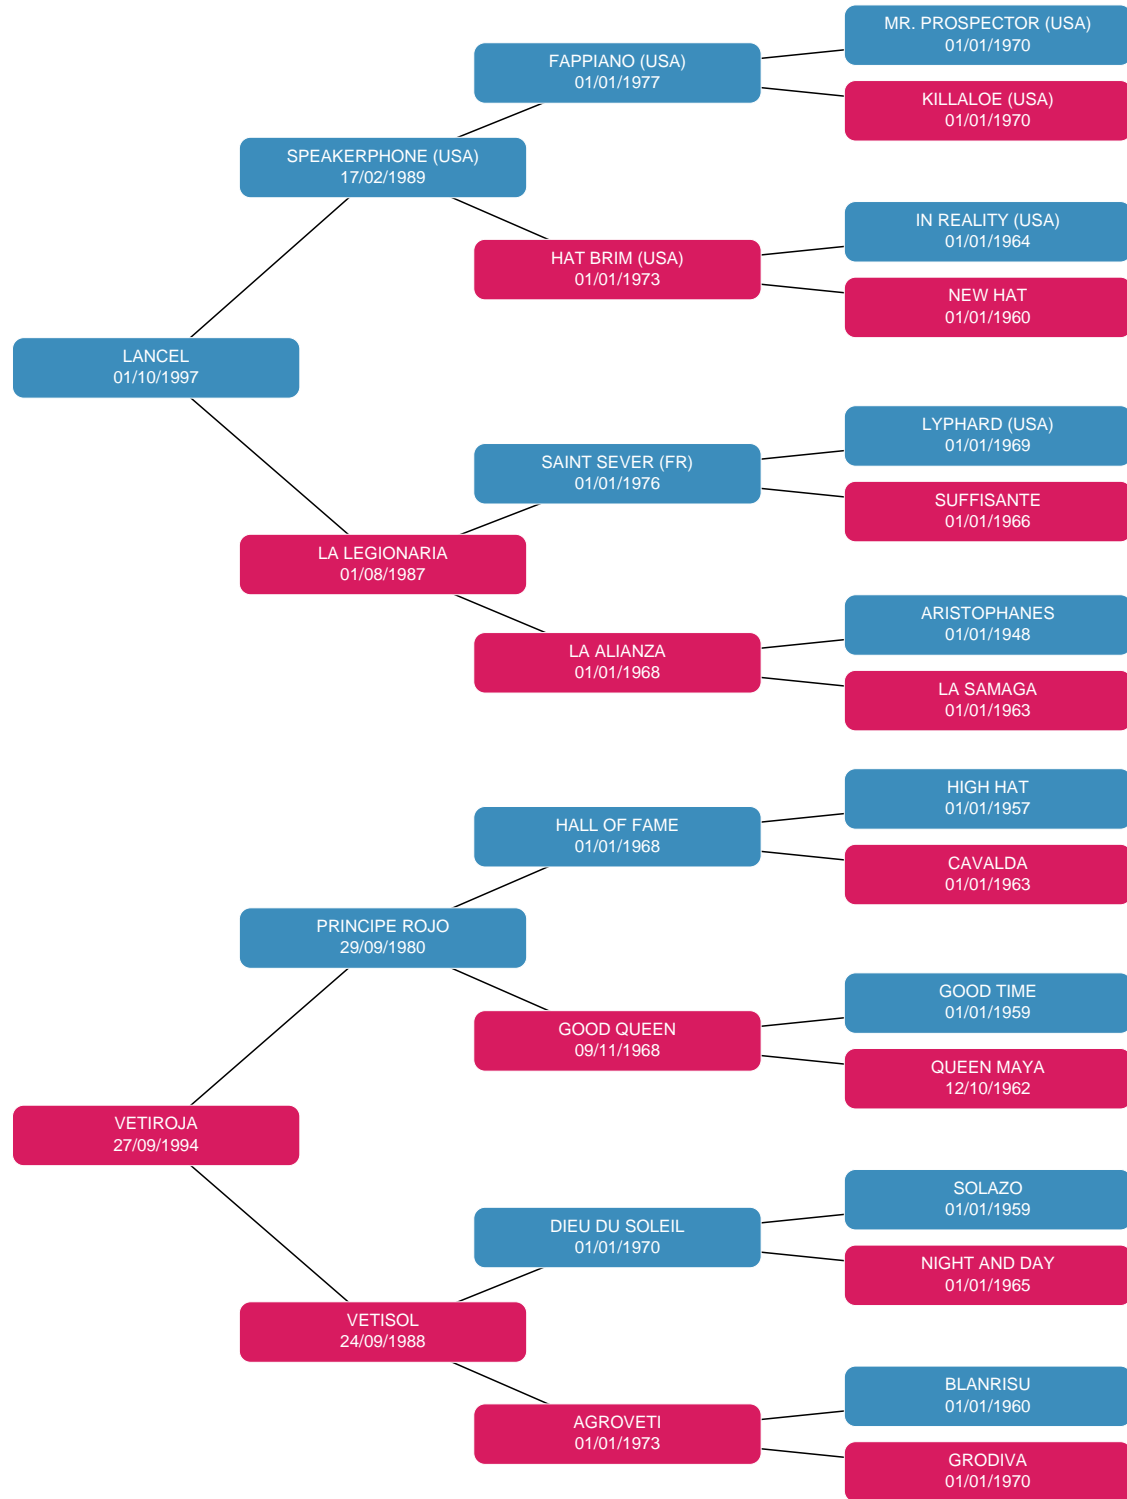 MR. PROSPECTOR (USA)
01/01/1970
FAPPIANO (USA)
01/01/1977
KILLALOE (USA)
01/01/1970
SPEAKERPHONE (USA)
17/02/1989
IN REALITY (USA)
01/01/1964
HAT BRIM (USA)
01/01/1973
NEW HAT
01/01/1960
LANCEL
01/10/1997
LYPHARD (USA)
01/01/1969
SAINT SEVER (FR)
01/01/1976
SUFFISANTE
01/01/1966
LA LEGIONARIA
01/08/1987
ARISTOPHANES
01/01/1948
LA ALIANZA
01/01/1968
LA SAMAGA
01/01/1963
HIGH HAT
01/01/1957
HALL OF FAME
01/01/1968
CAVALDA
01/01/1963
PRINCIPE ROJO
29/09/1980
GOOD TIME
01/01/1959
GOOD QUEEN
09/11/1968
QUEEN MAYA
12/10/1962
VETIROJA
27/09/1994
SOLAZO
01/01/1959
DIEU DU SOLEIL
01/01/1970
NIGHT AND DAY
01/01/1965
VETISOL
24/09/1988
BLANRISU
01/01/1960
AGROVETI
01/01/1973
GRODIVA
01/01/1970